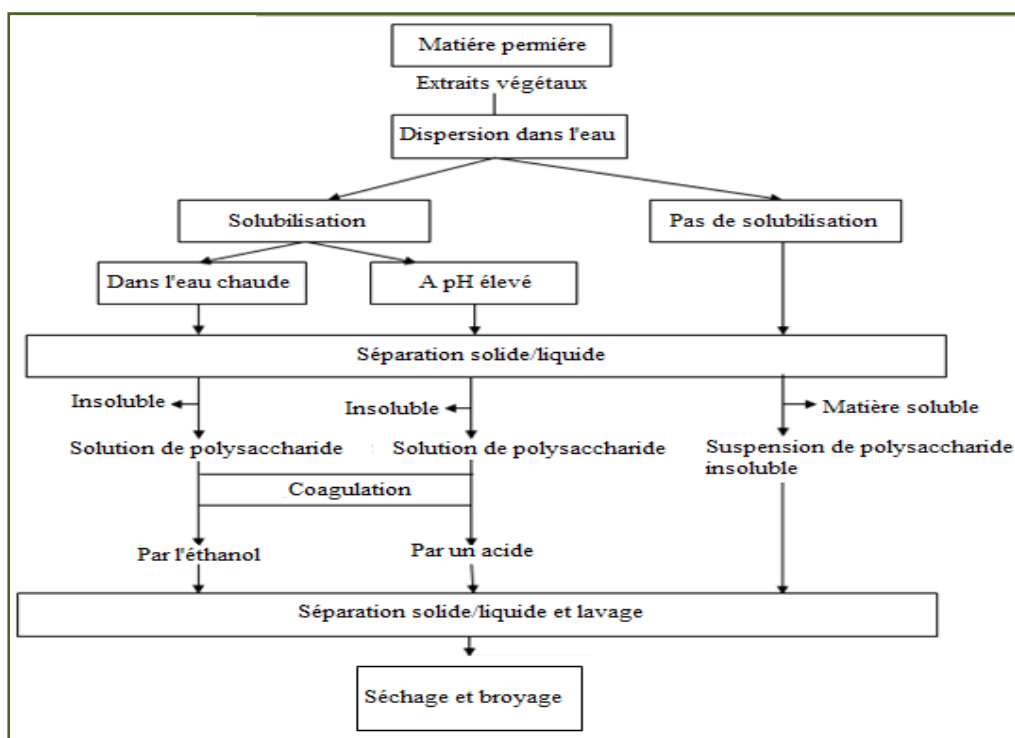 Matiére permiére
Extraits végétaux
Dispersion dans l'eau
Solubilisation
Pas de solubilisation
Dans l'eau chaude
A pH élevé
Séparation solide/liquide
Insoluble
Insoluble
Matière soluble
Solution de polysaccharide
Solution de polysaccharide
Suspension de polysaccharide
insoluble
Coagulation
Par l'éthanol
Par un acide
Séparation solide/liquide et lavage
Séchage et broyage